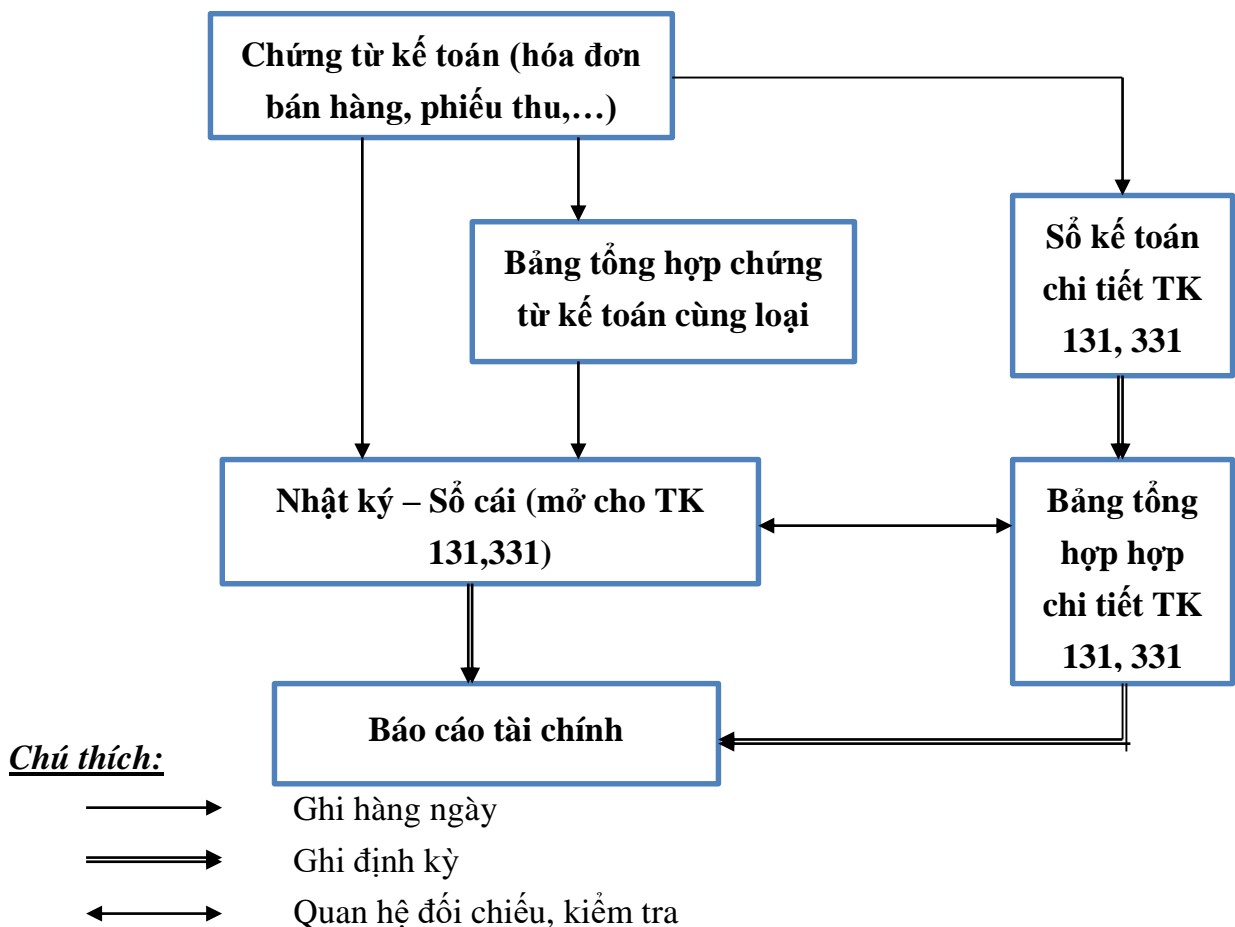 Chứng từ kế toán (hóa đơn
bán hàng, phiếu thu,…)
Bảng tổng hợp chứng
từ kế toán cùng loại
Sổ kế toán
chi tiết TK
131, 331
Nhật ký – Sổ cái (mở cho TK
131,331)
Bảng tổng
hợp hợp
chi tiết TK
131, 331
Báo cáo tài chính
Chú thích:
Ghi hàng ngày
Ghi định kỳ
Quan hệ đối chiếu, kiểm tra